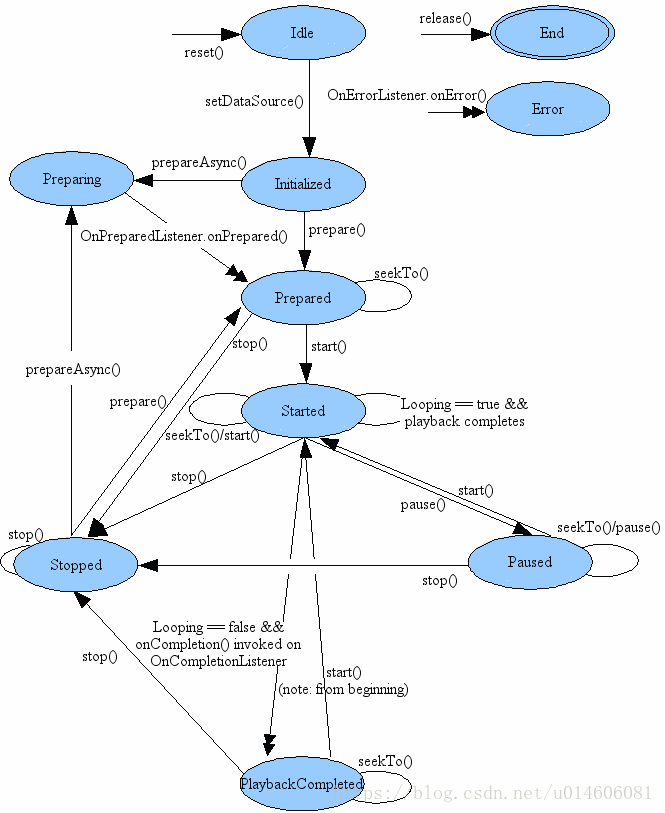 Idle
reset()
release()
End
OnErrorListener.onError()
Error
setDataSource()
Preparing
prepareAsync()
Initialized
OnPreparedListener.onPrepared()
prepare()
Prepared
seekTo()
stop()
start()
prepareAsync()
prepare()
Started
Looping == true &&
playback completes
seekTo()/start()
stop()
start()
pause()
stop()
Stopped
Paused
seekTo()/pause()
stop()
Looping == false &&
onCompletion() invoked on
OnCompletionListener
stop()
start()
(note: from beginning)
PlaybackCompleted
seekTo()
https://blog.csdn.net/u014606081